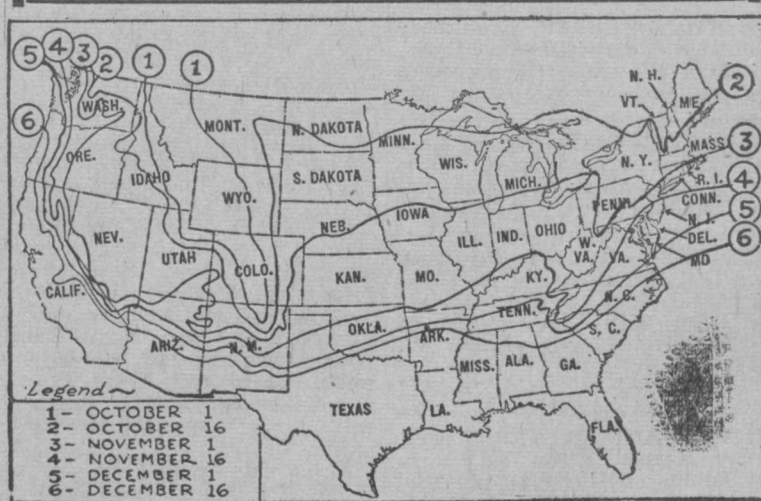 5 4 3 2 1 1
6
WASH.
MONT.
N. DAKOTA
MINN.
N. H.
VT.
ME.
2
ORE.
IDAHO
WYO.
S. DAKOTA
WIS.
MICH.
N. Y.
MASS.
3
R. I.
4
CONN.
NEV.
UTAH
COLO.
NEB.
IOWA
ILL.
IND.
OHIO
PENN.
N. J.
5
DEL.
6
MD
CALIF.
KAN.
MO.
KY.
W. VA.
VA.
ARIZ.
N. M.
OKLA.
ARK.
TENN.
N. C.
S. C.
TEXAS
LA.
MISS.
ALA.
GA.
FLA.
Legend
1- OCTOBER 1
2- OCTOBER 16
3- NOVEMBER 1
4- NOVEMBER 16
5- DECEMBER 1
6- DECEMBER 16